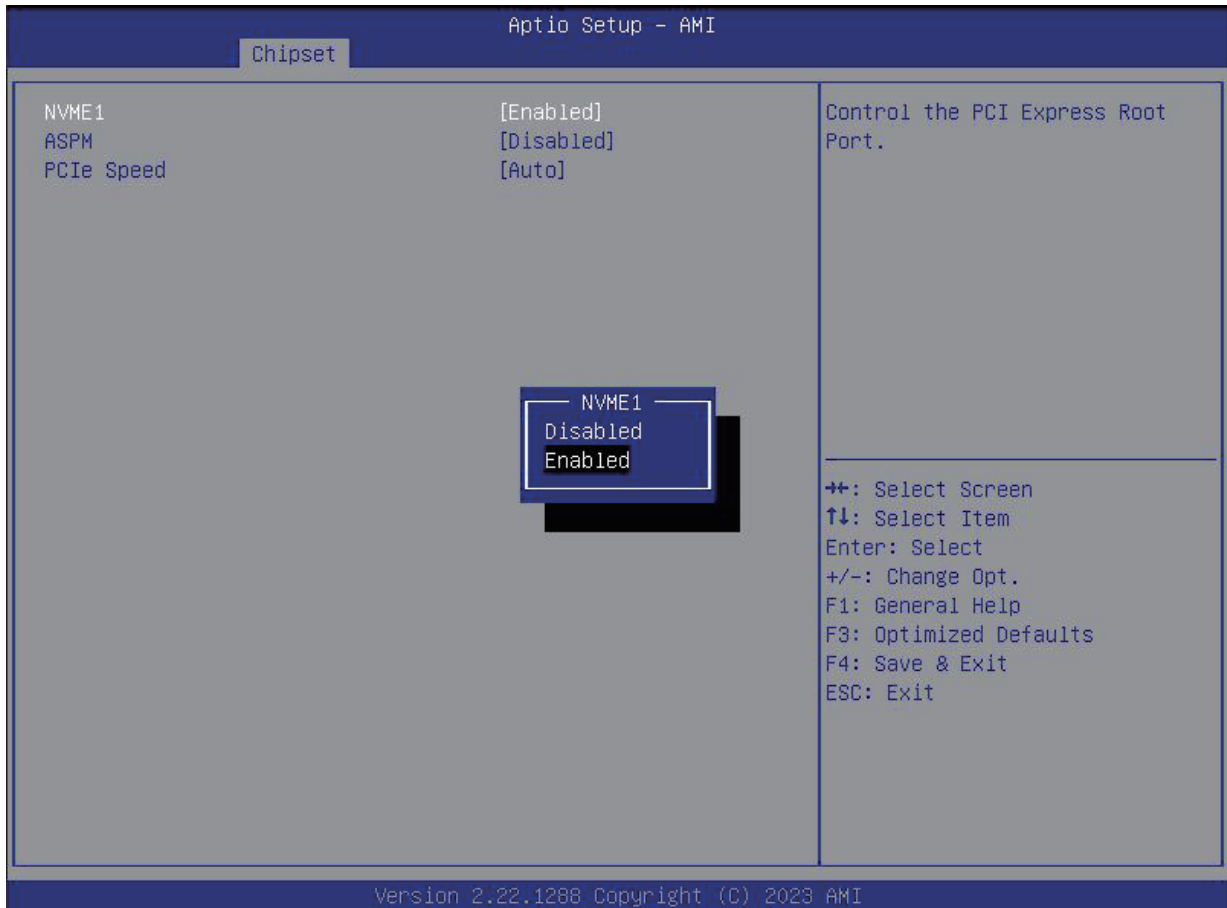 Aptio Setup – AMI
Chipset
NVME1 [Enabled]
ASPM [Disabled]
PCIe Speed [Auto]
Control the PCI Express Root
Port.
NVME1
Disabled
Enabled
→←: Select Screen
↑↓: Select Item
Enter: Select
+/-: Change Opt.
F1: General Help
F3: Optimized Defaults
F4: Save & Exit
ESC: Exit
Version 2.22.1288 Copyright (C) 2023 AMI